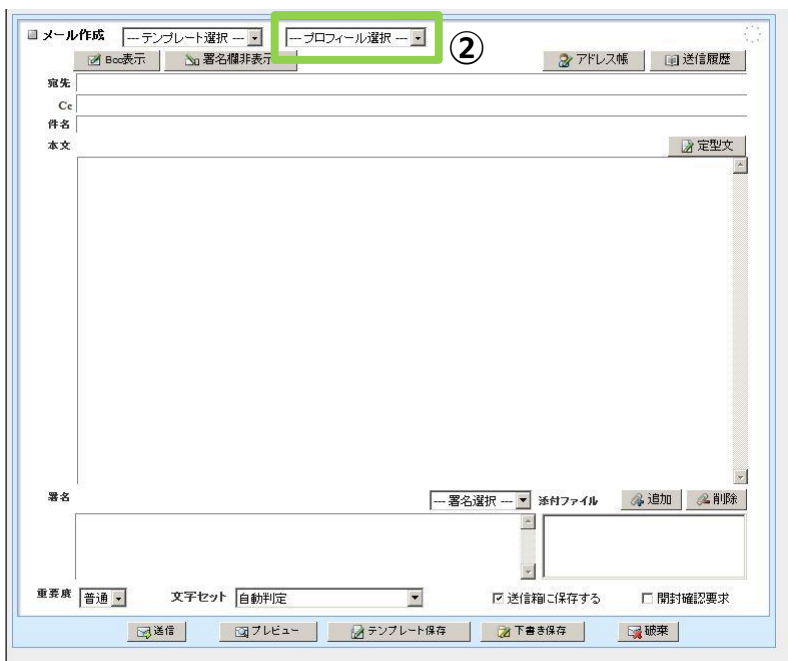 メール作成 --- テンプレート選択 --- --- プロフィール選択 --- ②
Bcc表示 署名欄非表示 アドレス帳 送信履歴
宛先
Cc
件名
本文 定型文
署名 --- 署名選択 --- 添付ファイル 追加 削除
重要度 普通 文字セット 自動判定 送信箱に保存する 開封確認要求
送信 プレビュー テンプレート保存 下書き保存 破棄